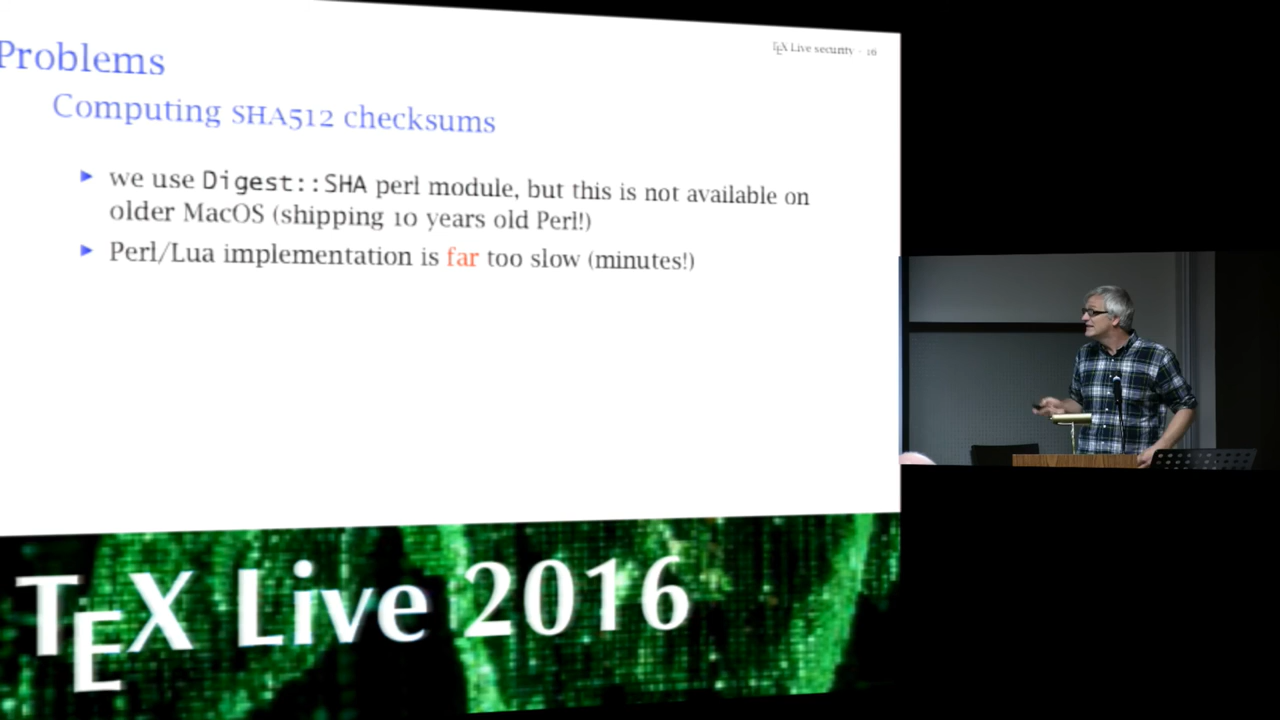 TEX Live security · 16
Problems
Computing SHA512 checksums
► we use Digest::SHA perl module, but this is not available on
older MacOS (shipping 10 years old Perl!)
► Perl/Lua implementation is far too slow (minutes!)
TEX Live 2016